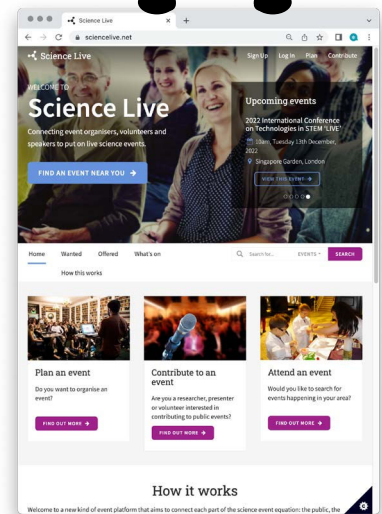 Science Live
sciencelive.net
Science Live
Sign Up Log In Plan Contribute
WELCOME TO
Science Live
Connecting event organisers, volunteers and
speakers to put on live science events.
FIND AN EVENT NEAR YOU →
Upcoming events
2022 International Conference
on Technologies in STEM 'LIVE'
10am, Tuesday 13th December,
2022
Singapore Garden, London
VIEW THIS EVENT →
Home Wanted Offered What's on
How this works
Search for...
EVENTS
SEARCH
Plan an event
Do you want to organise an
event?
FIND OUT MORE →
Contribute to an
event
Are you a researcher, presenter
or volunteer interested in
contributing to public events?
FIND OUT MORE →
Attend an event
Would you like to search for
events happening in your area?
FIND OUT MORE →
How it works
Welcome to a new kind of event platform that aims to connect each part of the science event equation: the public, the